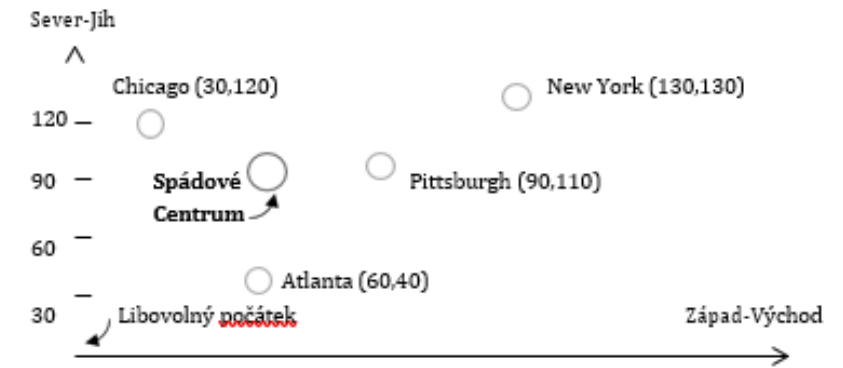 Sever-Jih
Chicago (30,120)
New York (130,130)
120
90
Spádové
Centrum
Pittsburgh (90,110)
60
Atlanta (60,40)
30
Libovolný počátek
Západ-Východ